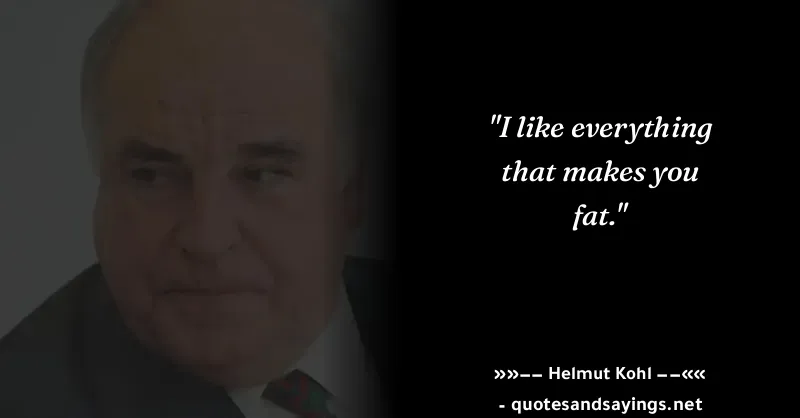 "I like everything
that makes you
fat."
»»−− Helmut Kohl −−««
- quotesandsayings.net